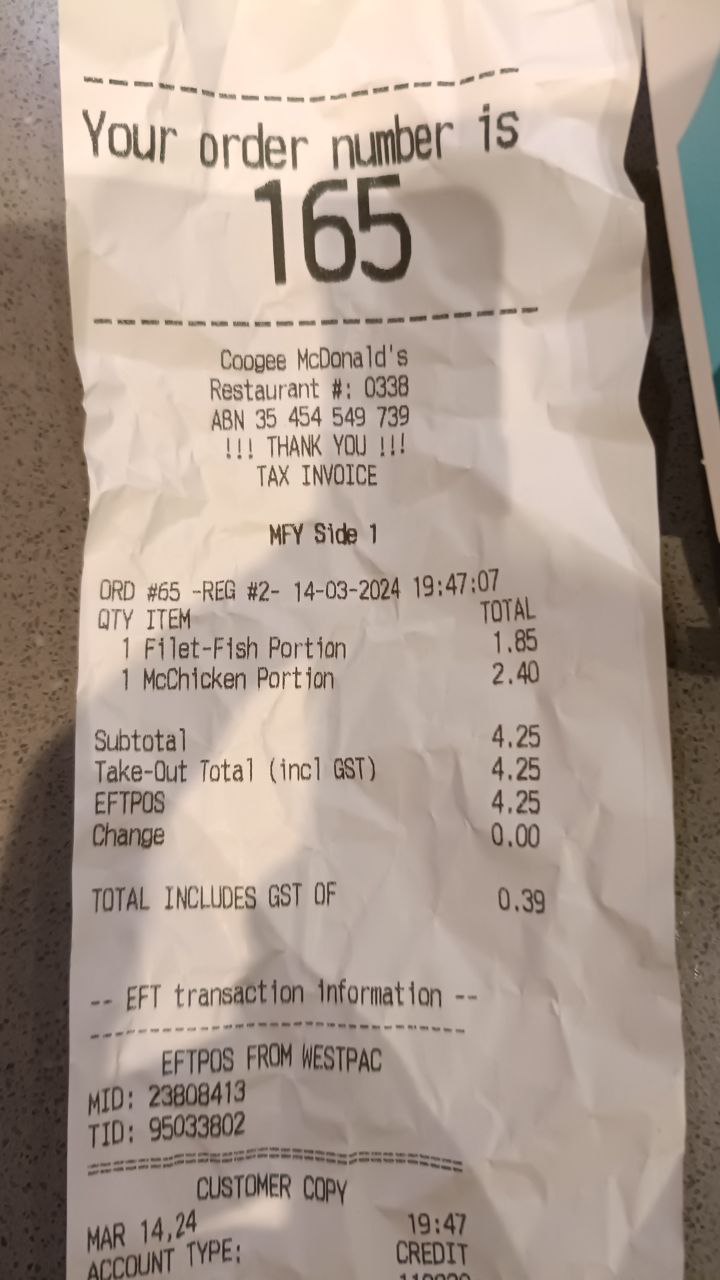 Your order number is
165
Coogee McDonald's
Restaurant #: 0338
ABN 35 454 549 739
!!! THANK YOU !!!
TAX INVOICE
MFY Side 1
ORD #65 -REG #2- 14-03-2024 19:47:07
QTY ITEM TOTAL
1 Filet-Fish Portion 1.85
1 McChicken Portion 2.40
Subtotal 4.25
Take-Out Total (incl GST) 4.25
EFTPOS 4.25
Change 0.00
TOTAL INCLUDES GST OF 0.39
-- EFT transaction information --
EFTPOS FROM WESTPAC
MID: 23808413
TID: 95033802
CUSTOMER COPY
MAR 14,24 19:47
ACCOUNT TYPE: CREDIT